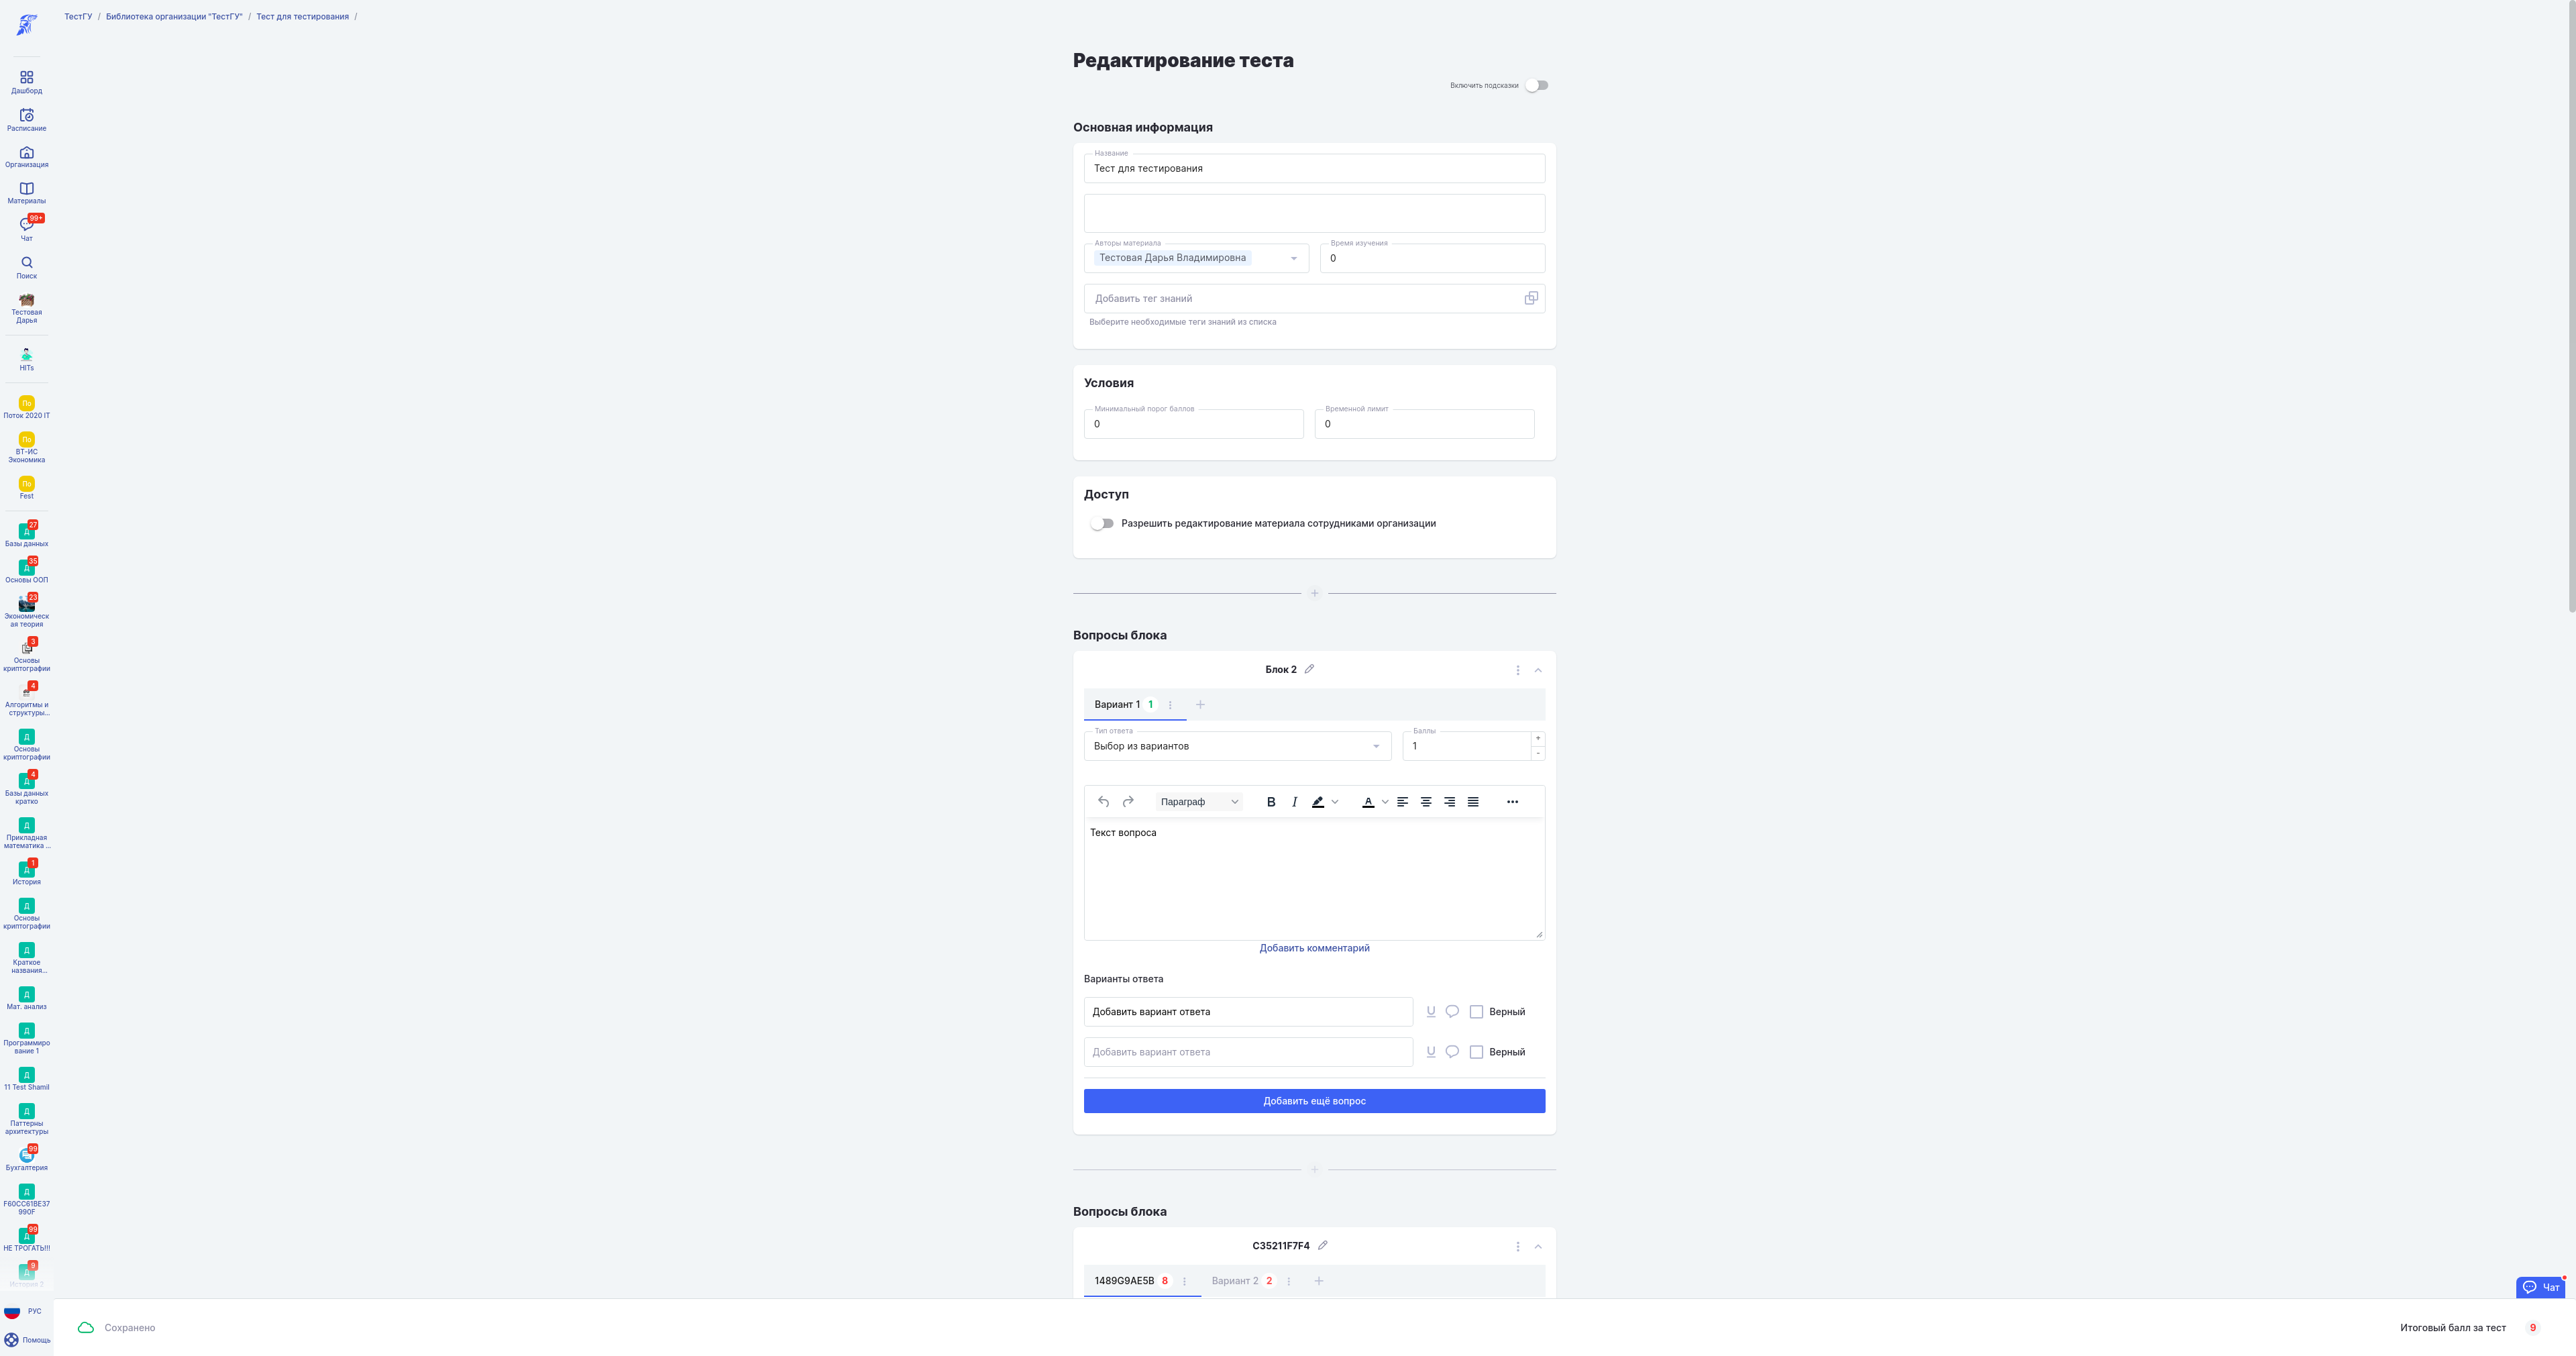 ТестГУ / Библиотека организации "ТестГУ" / Тест для тестирования /
Дашборд
Расписание
Организация
Материалы
99+
Чат
Поиск
Тестовая
Дарья
HITs
По
Поток 2020 IT
По
ВТ-ИС
Экономика
По
Fest
27
Д
Базы данных
35
Д
Основы ООП
23
Экономическ
ая теория
3
Основы
криптографии
4
Алгоритмы и
структуры...
Д
Основы
криптографии
4
Д
Базы данных
кратко
Д
Прикладная
математика ...
1
Д
История
Д
Основы
криптографии
Д
Краткое
названия...
Д
Мат. анализ
Д
Программиро
вание 1
Д
11 Test Shamil
Д
Паттерны
архитектуры
99
Бухгалтерия
Д
F60CC61BE37
990F
99
Д
НЕ ТРОГАТЬ!!!
9
Д
История 2
РУС
Помощь
Редактирование теста
Включить подсказки
Основная информация
Название
Тест для тестирования
Авторы материала
Тестовая Дарья Владимировна
Время изучения
0
Добавить тег знаний
Выберите необходимые теги знаний из списка
Условия
Минимальный порог баллов
0
Временной лимит
0
Доступ
Разрешить редактирование материала сотрудниками организации
+
Вопросы блока
Блок 2
Вариант 1 1 +
Тип ответа
Выбор из вариантов
Баллы
1
+
-
Параграф B I A ...
Текст вопроса
Добавить комментарий
Варианты ответа
Добавить вариант ответа U Верный
Добавить вариант ответа U Верный
Добавить ещё вопрос
+
Вопросы блока
C35211F7F4
1489G9AE5B 8 Вариант 2 2 +
Чат
Сохранено
Итоговый балл за тест 9